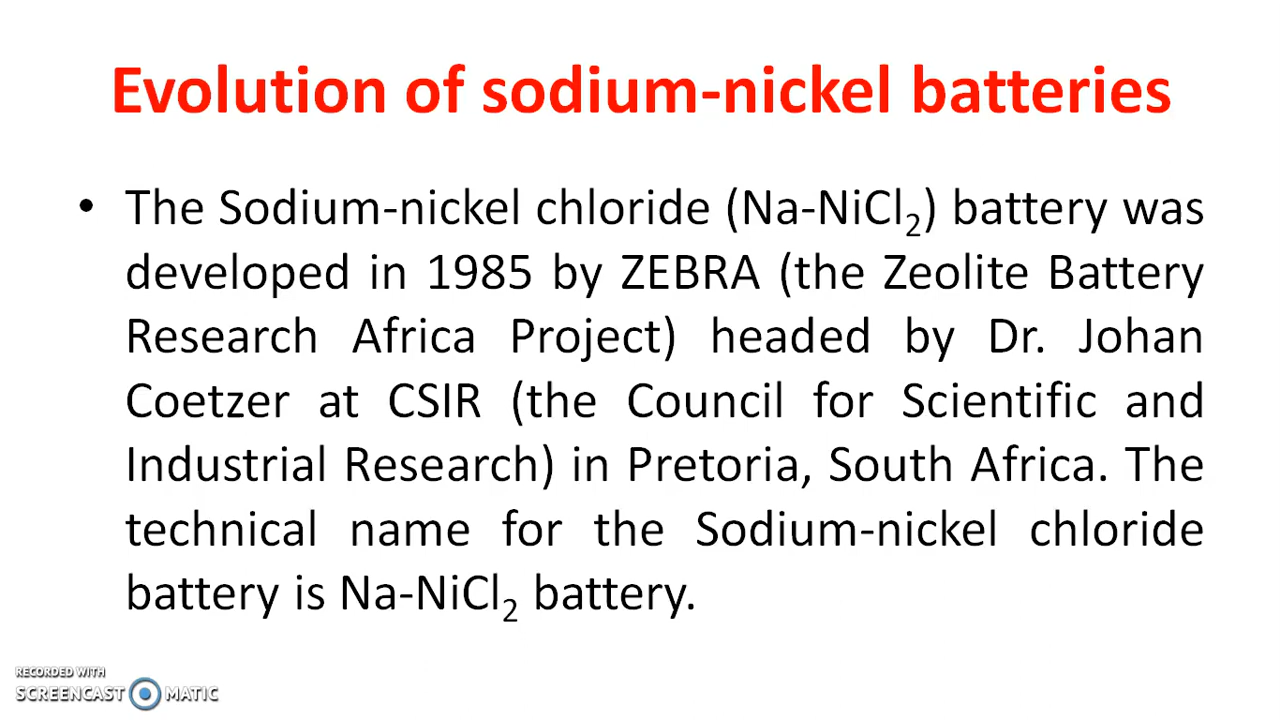 Evolution of sodium-nickel batteries
• The Sodium-nickel chloride (Na-NiCl₂) battery was
developed in 1985 by ZEBRA (the Zeolite Battery
Research Africa Project) headed by Dr. Johan
Coetzer at CSIR (the Council for Scientific and
Industrial Research) in Pretoria, South Africa. The
technical name for the Sodium-nickel chloride
battery is Na-NiCl₂ battery.
RECORDED WITH
SCREENCAST MATIC